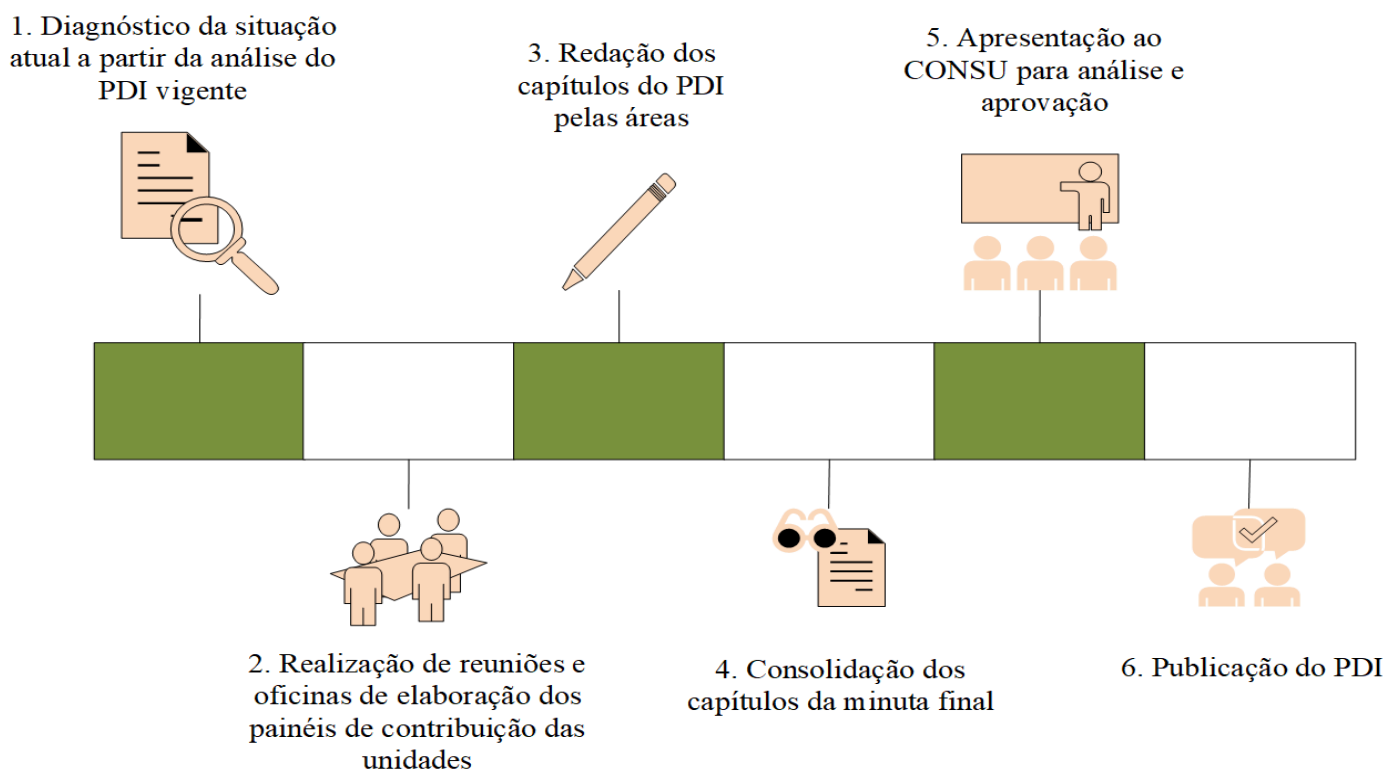 1. Diagnóstico da situação
atual a partir da análise do
PDI vigente
2. Realização de reuniões e
oficinas de elaboração dos
painéis de contribuição das
unidades
3. Redação dos
capítulos do PDI
pelas áreas
4. Consolidação dos
capítulos da minuta final
5. Apresentação ao
CONSU para análise e
aprovação
6. Publicação do PDI